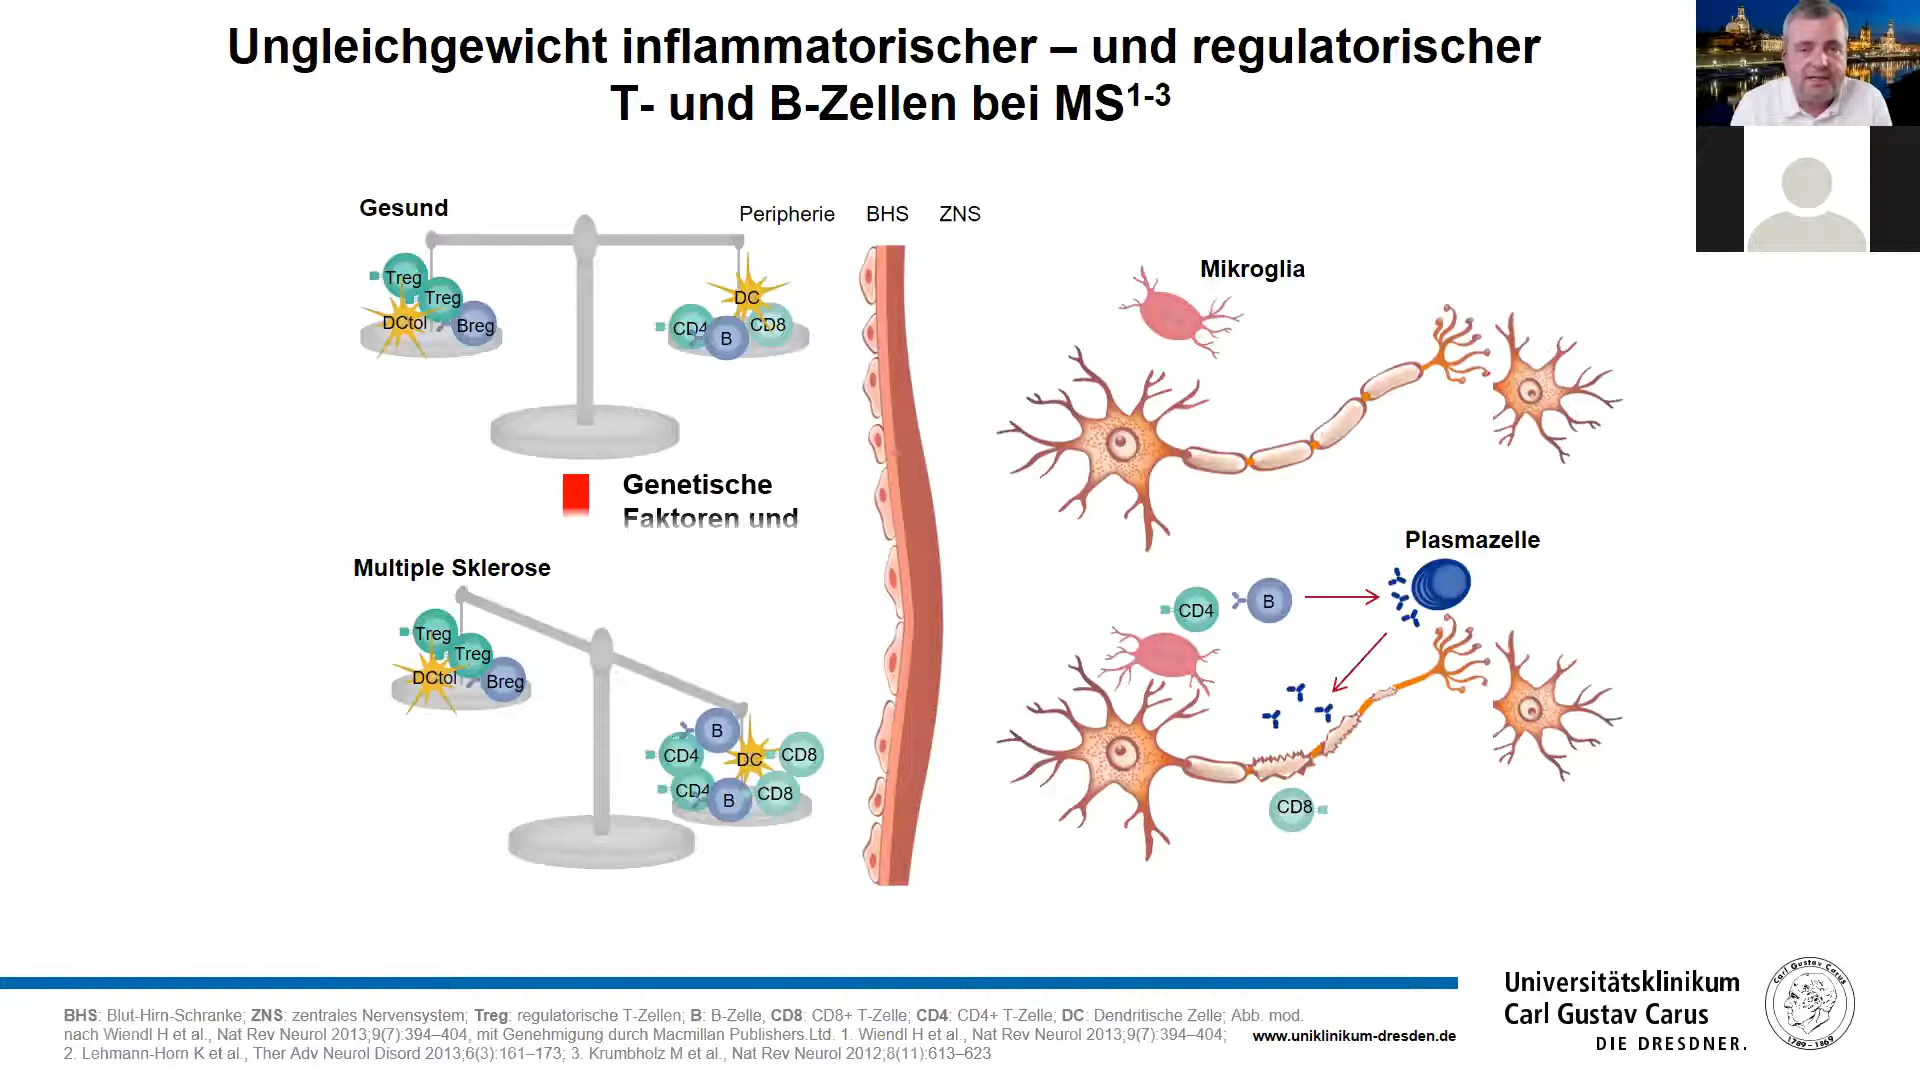 Ungleichgewicht inflammatorischer – und regulatorischer
T- und B-Zellen bei MS1-3
Gesund
Peripherie BHS ZNS
Treg
Treg
DCtol
Breg
DC
CD4
B
CD8
Mikroglia
Genetische
Faktoren und
Multiple Sklerose
Treg
Treg
DCtol
Breg
B
CD4
DC
CD8
CD4
B
CD8
Plasmazelle
CD4
B
CD8
BHS: Blut-Hirn-Schranke; ZNS: zentrales Nervensystem; Treg: regulatorische T-Zellen; B: B-Zelle, CD8: CD8+ T-Zelle; CD4: CD4+ T-Zelle; DC: Dendritische Zelle; Abb. mod.
nach Wiendl H et al., Nat Rev Neurol 2013;9(7):394–404, mit Genehmigung durch Macmillan Publishers.Ltd. 1. Wiendl H et al., Nat Rev Neurol 2013;9(7):394–404;
2. Lehmann-Horn K et al., Ther Adv Neurol Disord 2013;6(3):161–173; 3. Krumbholz M et al., Nat Rev Neurol 2012;8(11):613–623
www.uniklinikum-dresden.de
Universitätsklinikum
Carl Gustav Carus
DIE DRESDNER.
Carl Gustav Carus
1789-1869